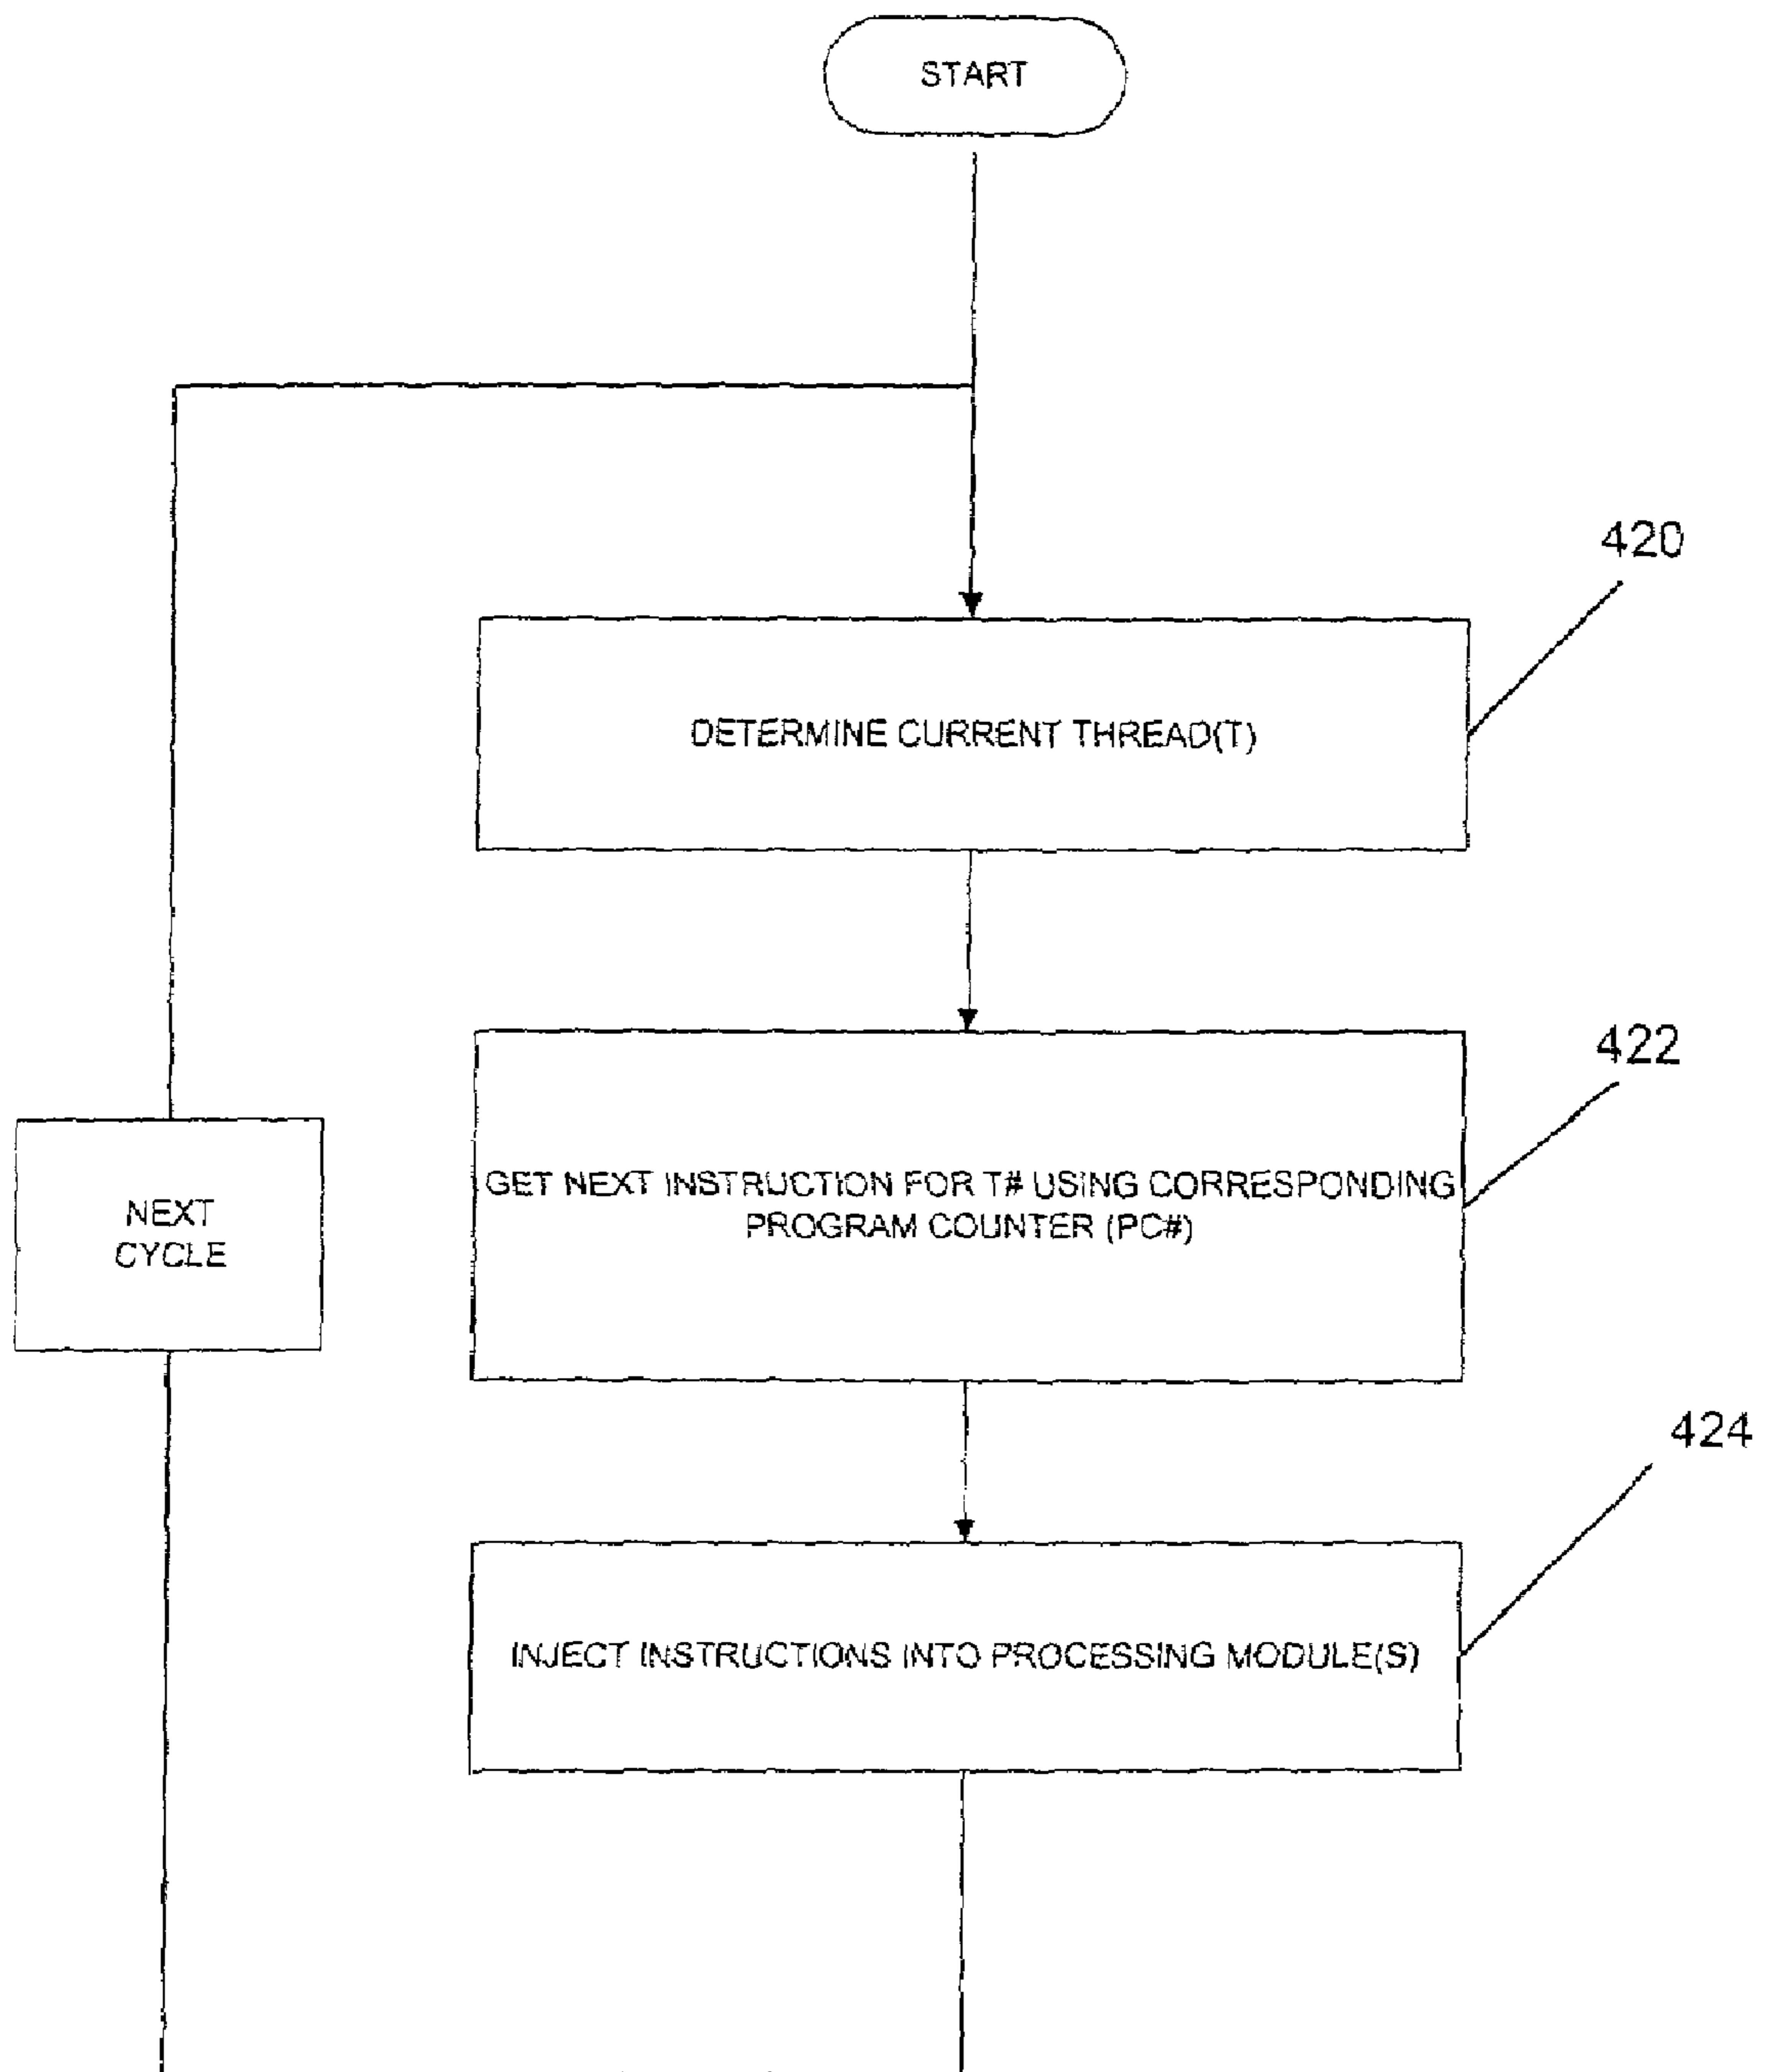 START
420
DETERMINE CURRENT THREAD(T)
422
GET NEXT INSTRUCTION FOR T# USING CORRESPONDING
PROGRAM COUNTER (PC#)
NEXT
CYCLE
424
INJECT INSTRUCTIONS INTO PROCESSING MODULE(S)